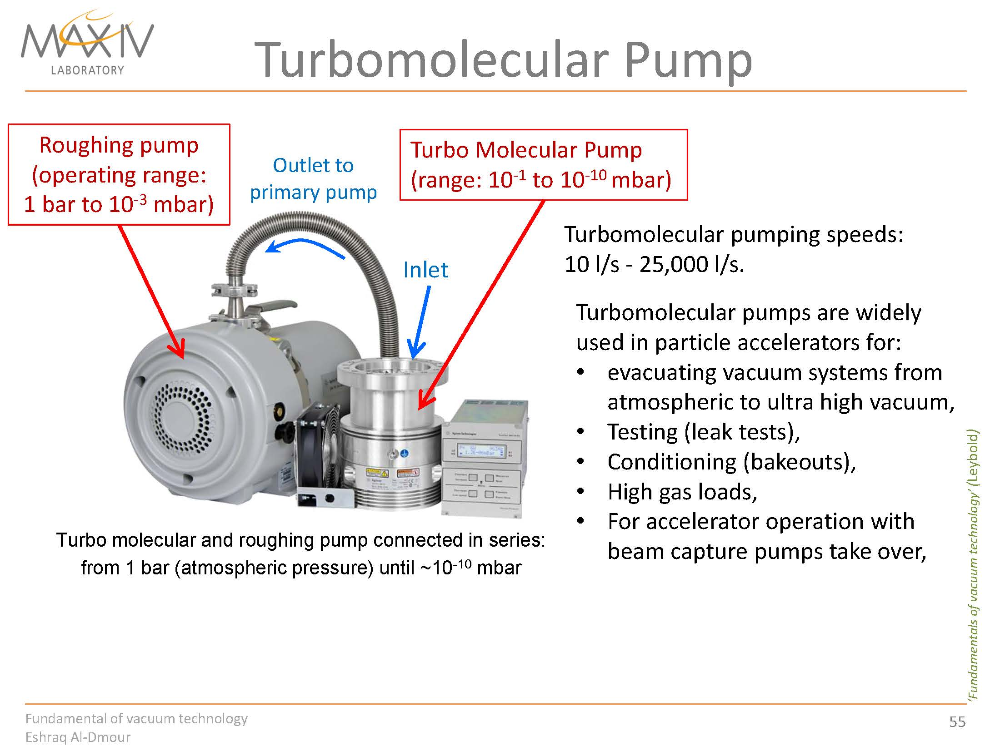 MAXIV
LABORATORY
Turbomolecular Pump
Roughing pump
(operating range:
1 bar to 10⁻³ mbar)
Outlet to
primary pump
Turbo Molecular Pump
(range: 10⁻¹ to 10⁻¹⁰ mbar)
Inlet
Turbomolecular pumping speeds:
10 l/s - 25,000 l/s.
Turbomolecular pumps are widely
used in particle accelerators for:
• evacuating vacuum systems from
atmospheric to ultra high vacuum,
• Testing (leak tests),
• Conditioning (bakeouts),
• High gas loads,
• For accelerator operation with
beam capture pumps take over,
Agilent Technologies
Turbo molecular and roughing pump connected in series:
from 1 bar (atmospheric pressure) until ~10⁻¹⁰ mbar
‘Fundamentals of vacuum technology’ (Leybold)
Fundamental of vacuum technology
Eshraq Al-Dmour
55